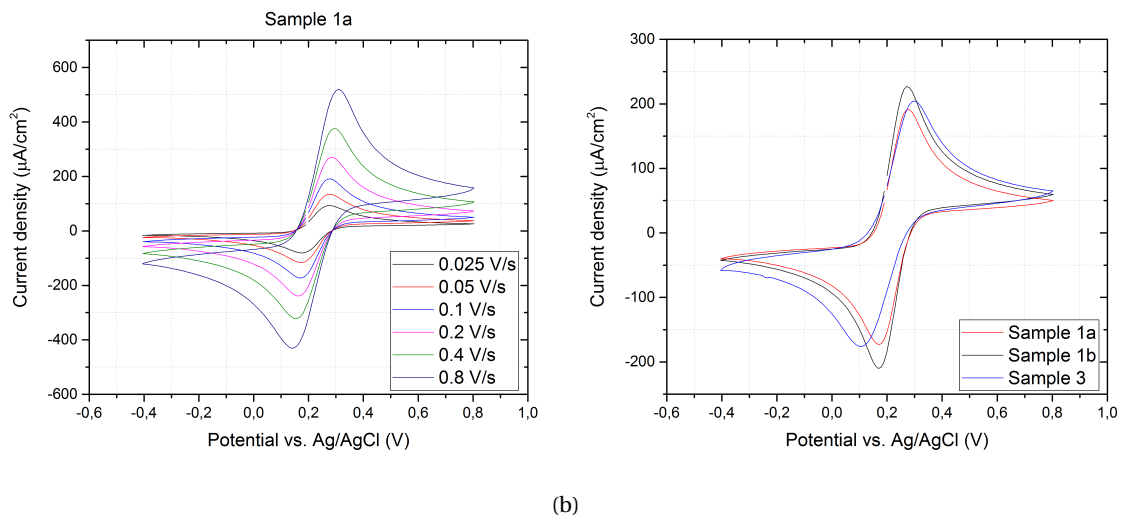 Sample 1a
600
400
200
0
-200
-400
-600
-0,6
-0,4
-0,2
0,0
0,2
0,4
0,6
0,8
1,0
Current density (μA/cm²)
Potential vs. Ag/AgCl (V)
0.025 V/s
0.05 V/s
0.1 V/s
0.2 V/s
0.4 V/s
0.8 V/s
300
200
100
0
-100
-200
-0,6
-0,4
-0,2
0,0
0,2
0,4
0,6
0,8
1,0
Current density (μA/cm²)
Potential vs. Ag/AgCl (V)
Sample 1a
Sample 1b
Sample 3
(b)